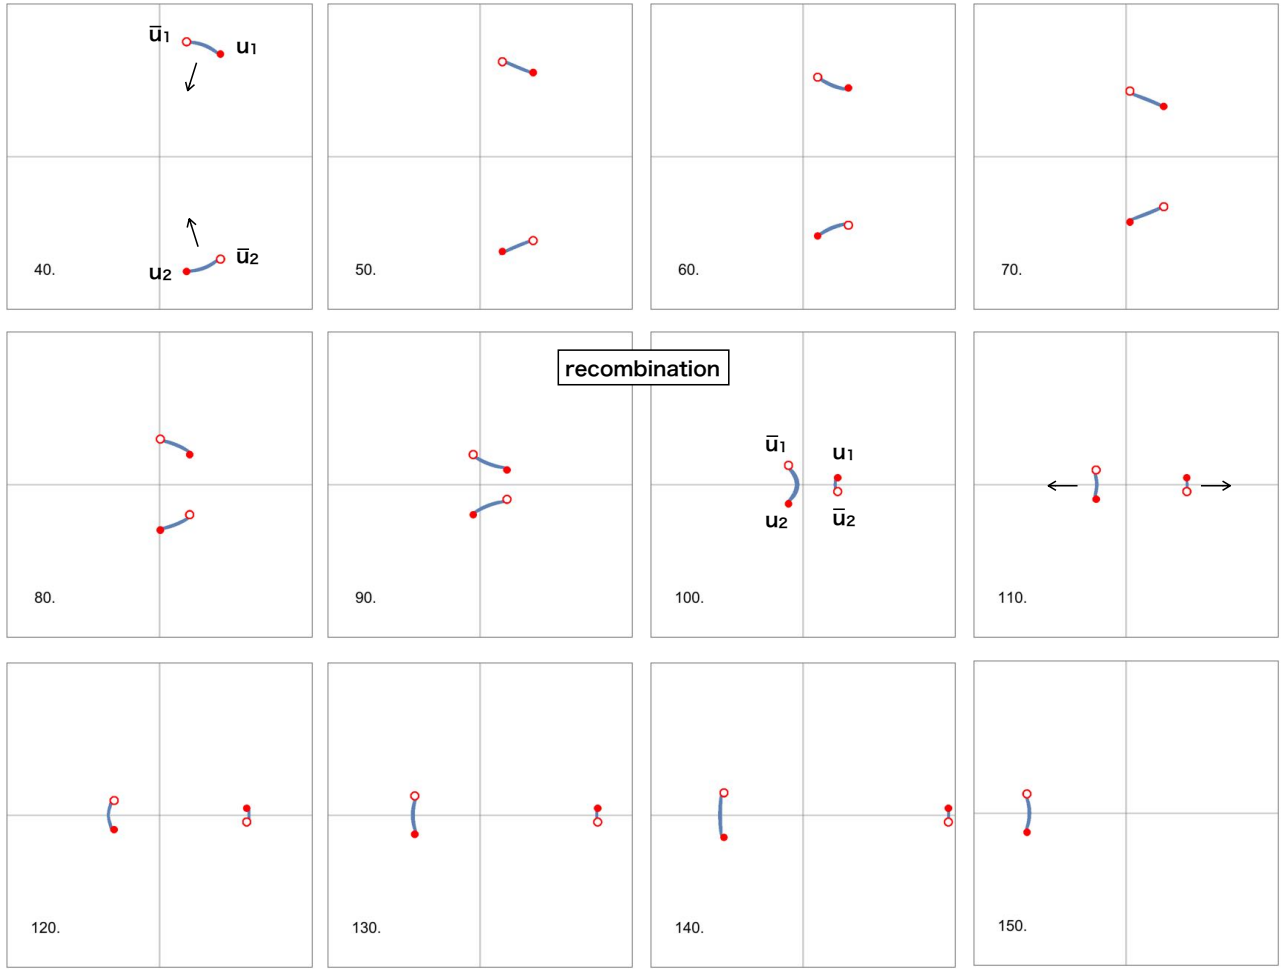 ū₁ u₁
u₂ ū₂
40.
50.
60.
70.
recombination
80.
90.
ū₁ u₁
u₂ ū₂
100.
110.
120.
130.
140.
150.